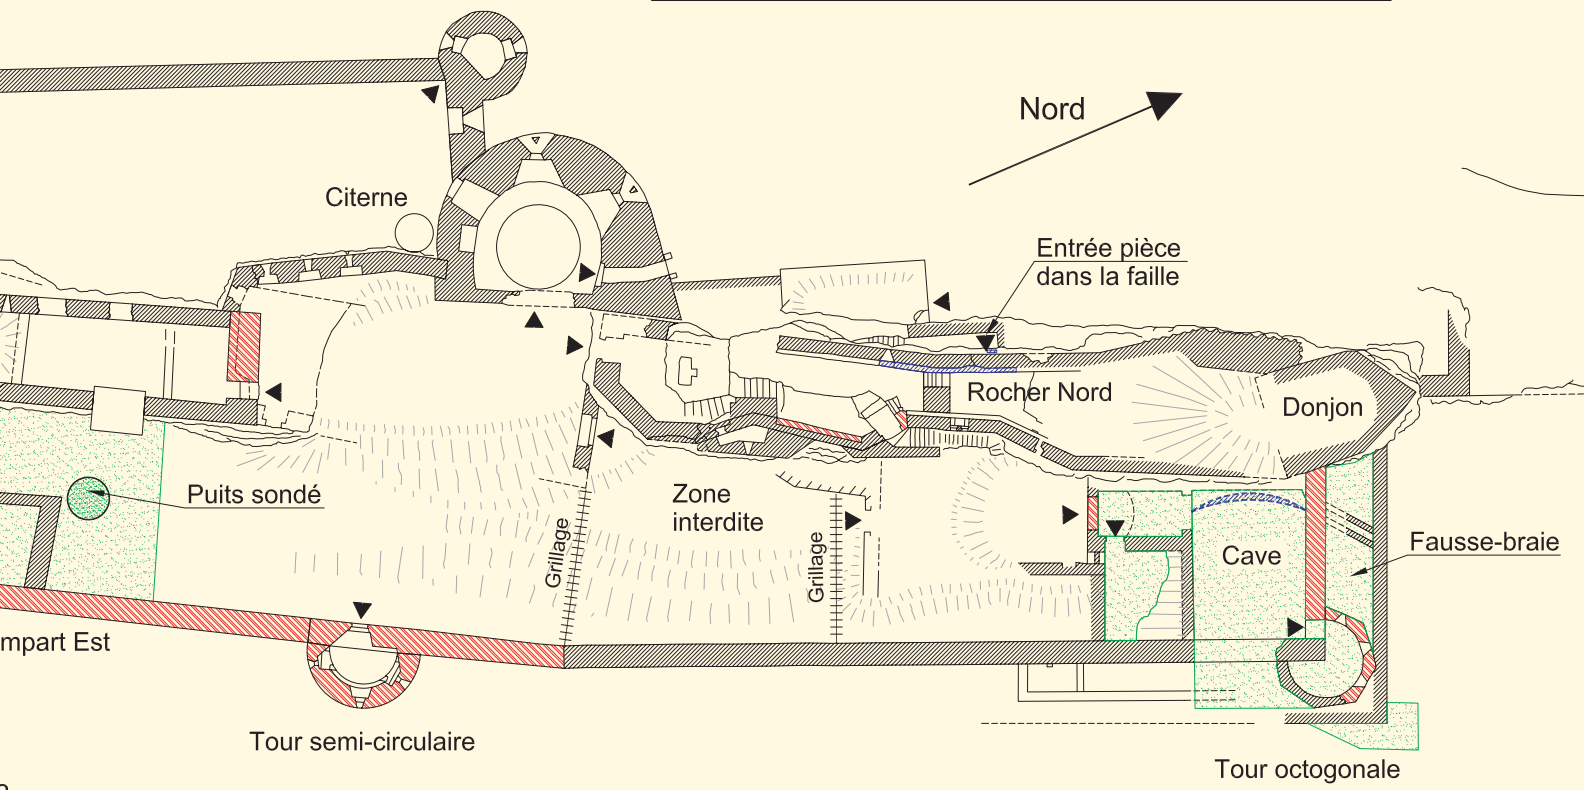 Nord
Citerne
Entrée pièce
dans la faille
Rocher Nord
Donjon
Puits sondé
Zone
interdite
Grillage
Grillage
Cave
Fausse-braie
mpart Est
Tour semi-circulaire
Tour octogonale